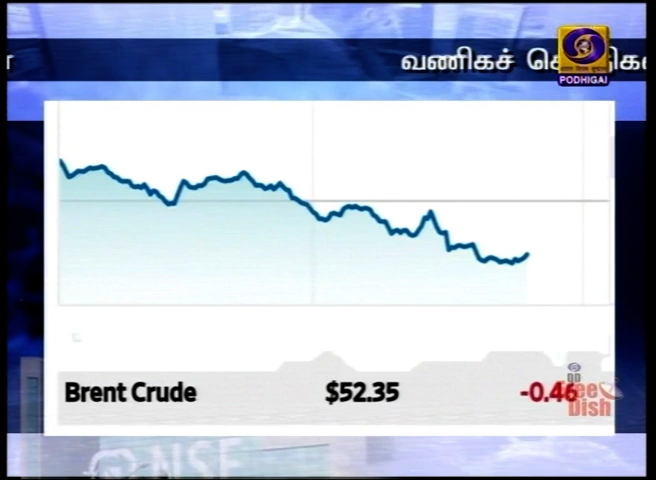 வணிகச்
PODHIGAI
Brent Crude $52.35 -0.46
DD
Free Dish
NSE